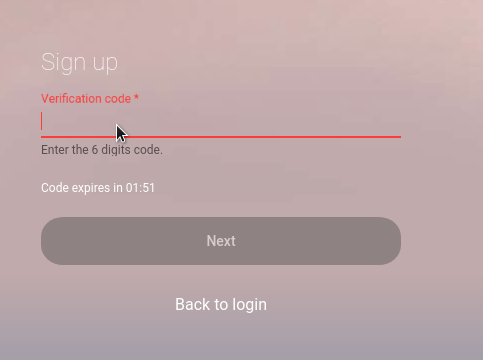 Sign up
Verification code *
Enter the 6 digits code.
Code expires in 01:51
Next
Back to login